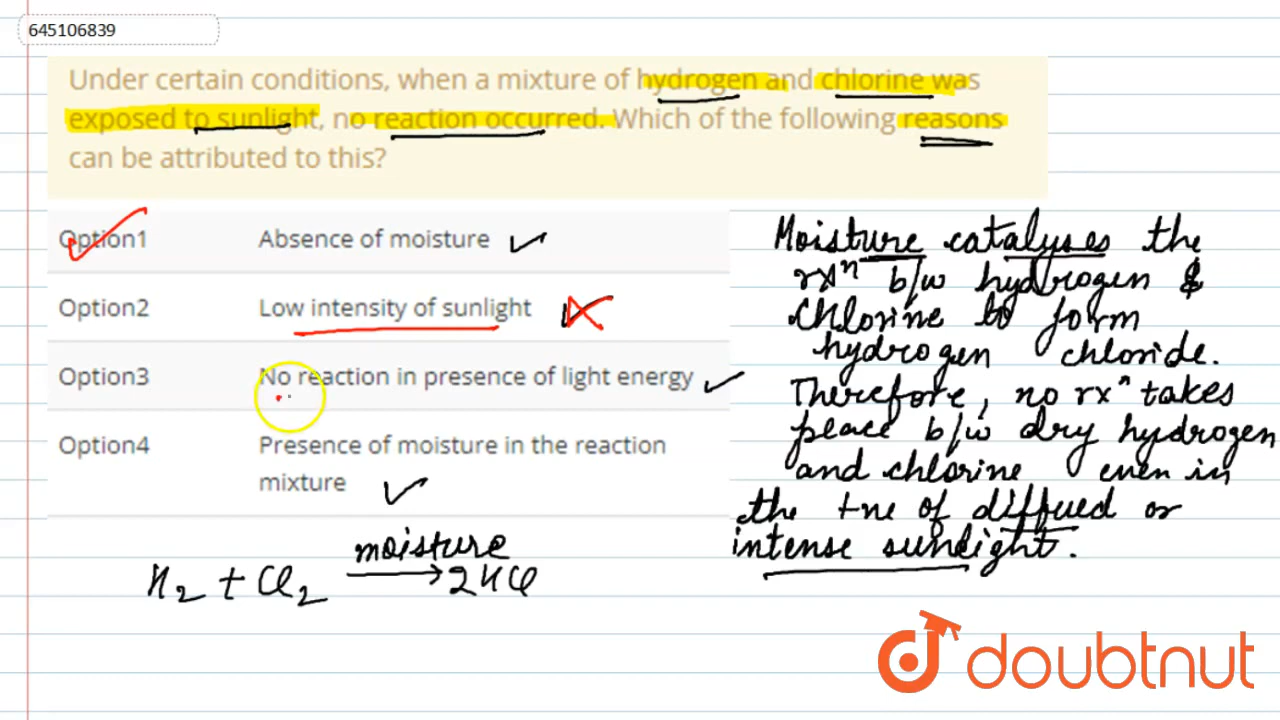 645106839
Under certain conditions, when a mixture of hydrogen and chlorine was
exposed to sunlight, no reaction occurred. Which of the following reasons
can be attributed to this?
Option1 Absence of moisture
Option2 Low intensity of sunlight
Option3 No reaction in presence of light energy
Option4 Presence of moisture in the reaction
mixture
Moisture catalyses the
rxⁿ b/w hydrogen &
Chlorine to form
hydrogen chloride.
Therefore, no rxⁿ takes
place b/w dry hydrogen
and chlorine even in
the +ne of diffued or
intense sunlight.
moisture
H₂ + Cl₂ → 2HCl
doubtnut